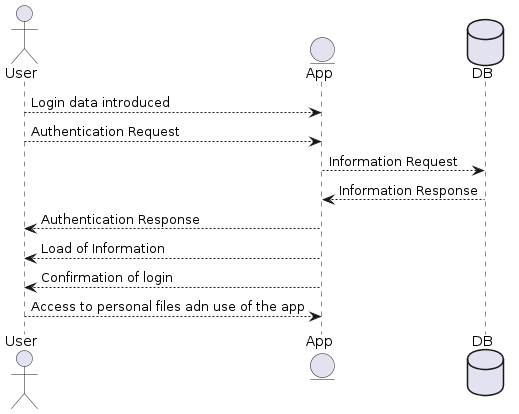 User
App
DB
Login data introduced
Authentication Request
Information Request
Information Response
Authentication Response
Load of Information
Confirmation of login
Access to personal files adn use of the app
User
App
DB